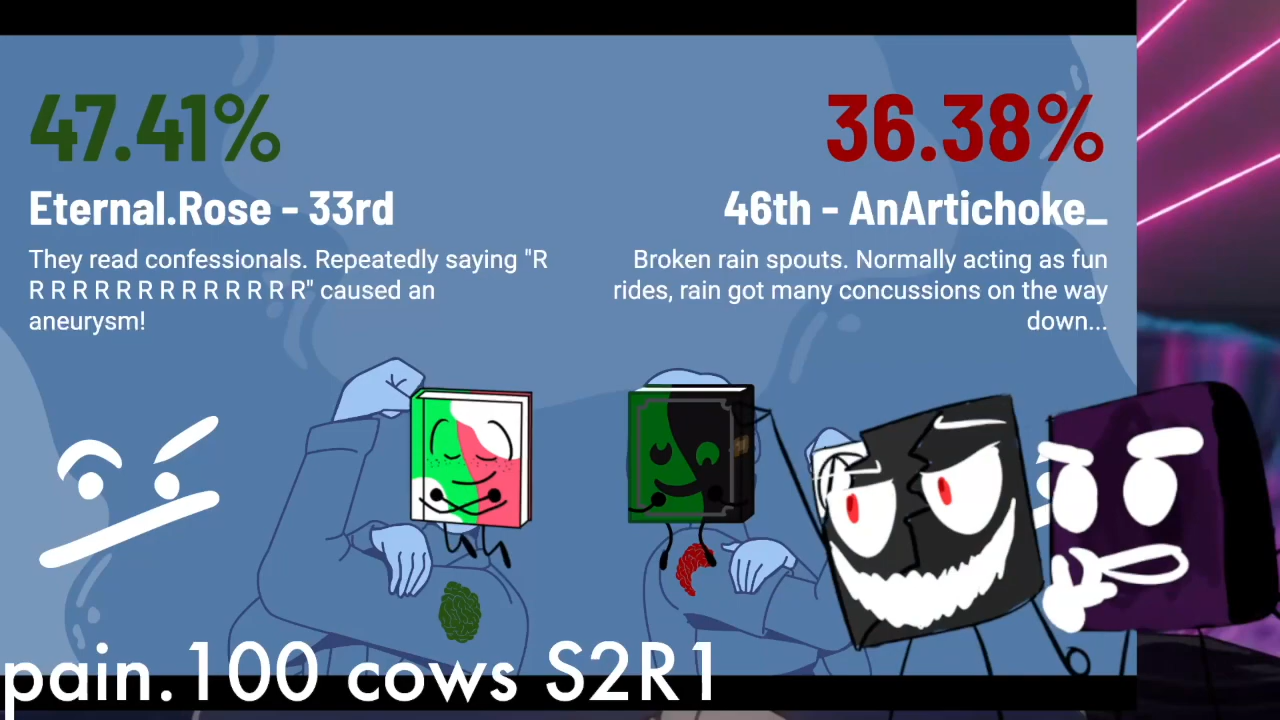 47.41%
Eternal.Rose - 33rd
They read confessionals. Repeatedly saying "R
R R R R R R R R R R R R R" caused an
aneurysm!
36.38%
46th - AnArtichoke_
Broken rain spouts. Normally acting as fun
rides, rain got many concussions on the way
down...
pain.100 cows S2R1